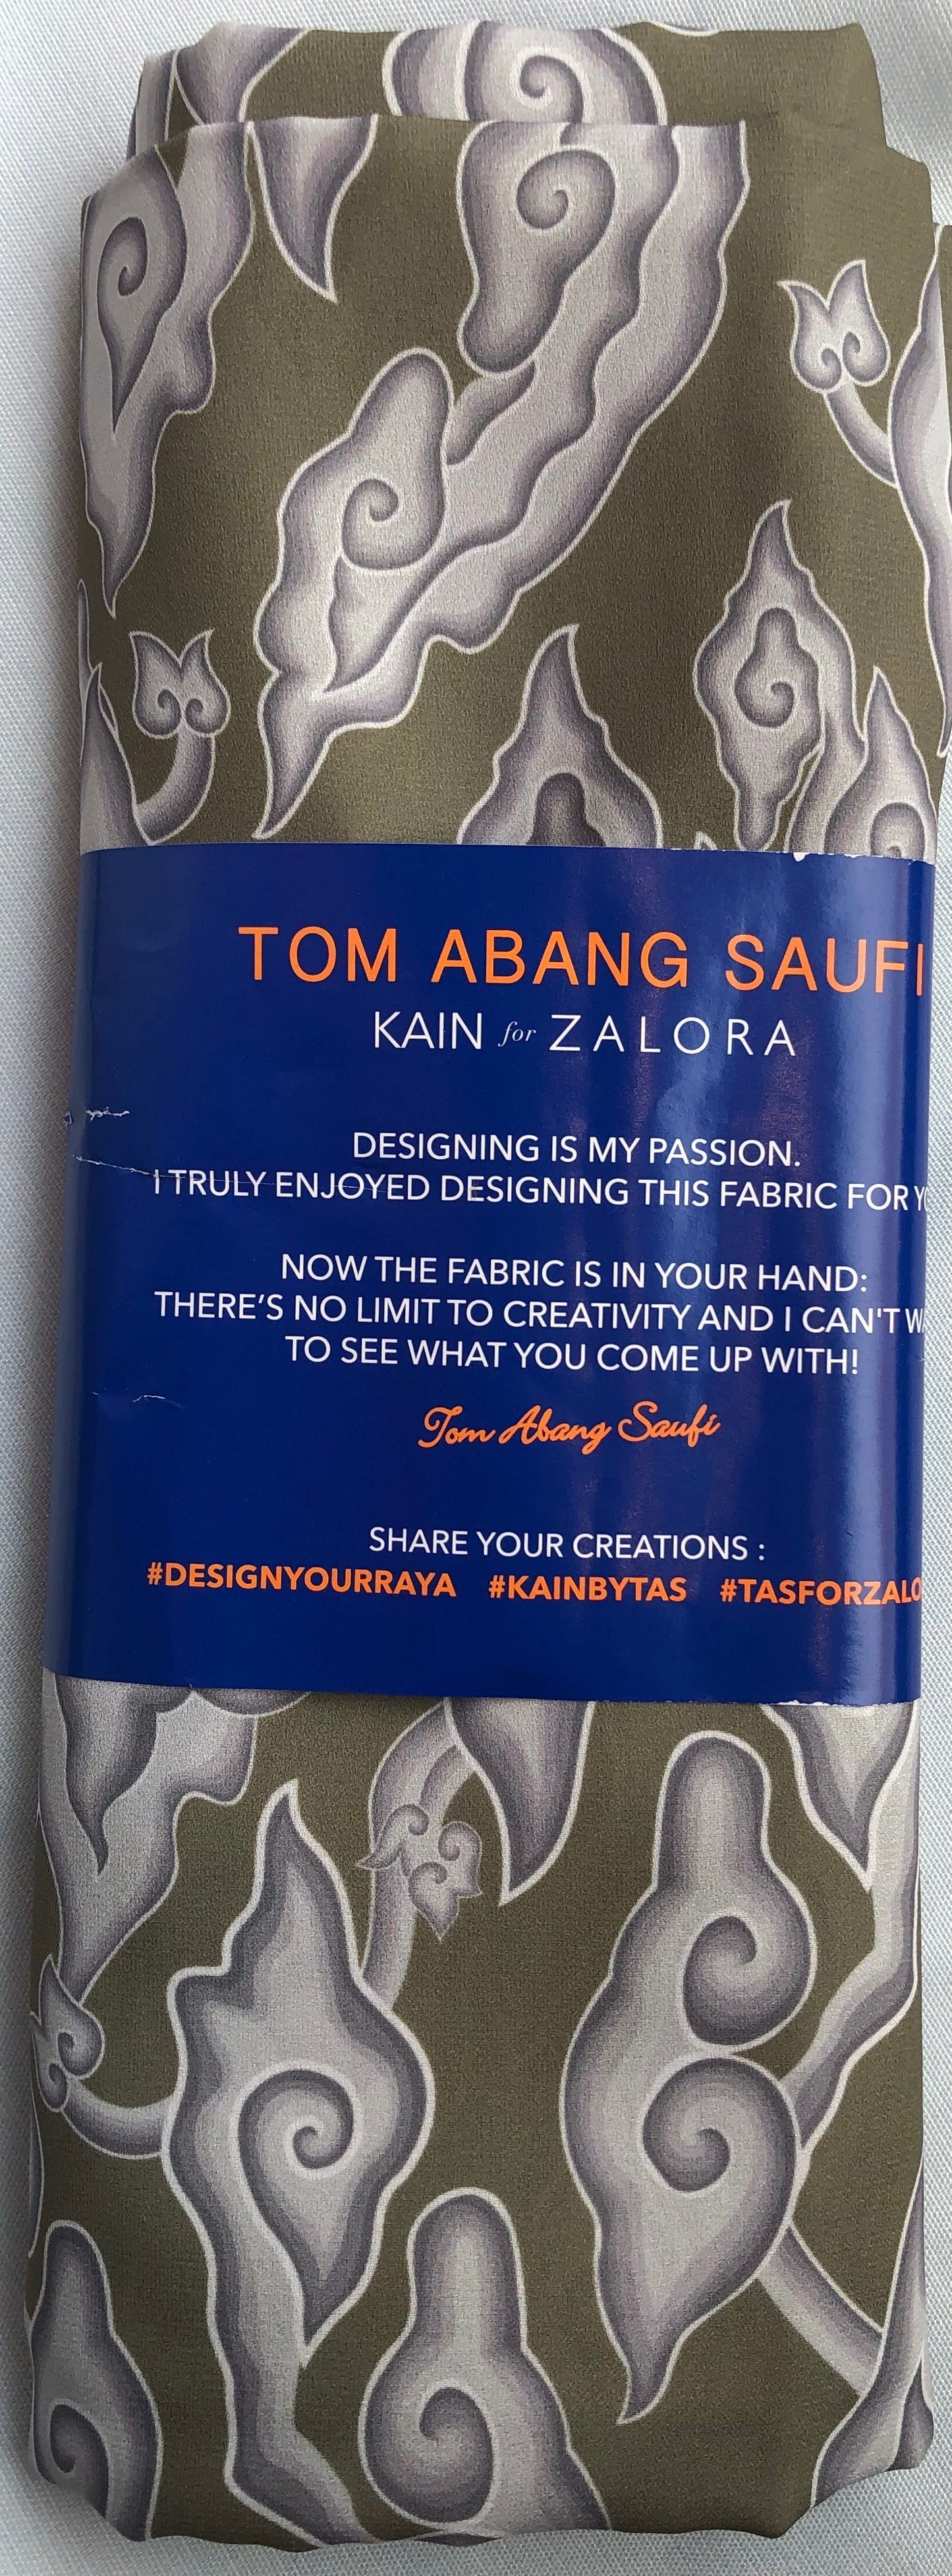 TOM ABANG SAUFI
KAIN for ZALORA
DESIGNING IS MY PASSION.
I TRULY ENJOYED DESIGNING THIS FABRIC FOR
NOW THE FABRIC IS IN YOUR HAND:
THERE'S NO LIMIT TO CREATIVITY AND I CAN'T
TO SEE WHAT YOU COME UP WITH!
Tom Abang Saufi
SHARE YOUR CREATIONS :
#DESIGNYOURRAYA #KAINBYTAS #TASFORZALO